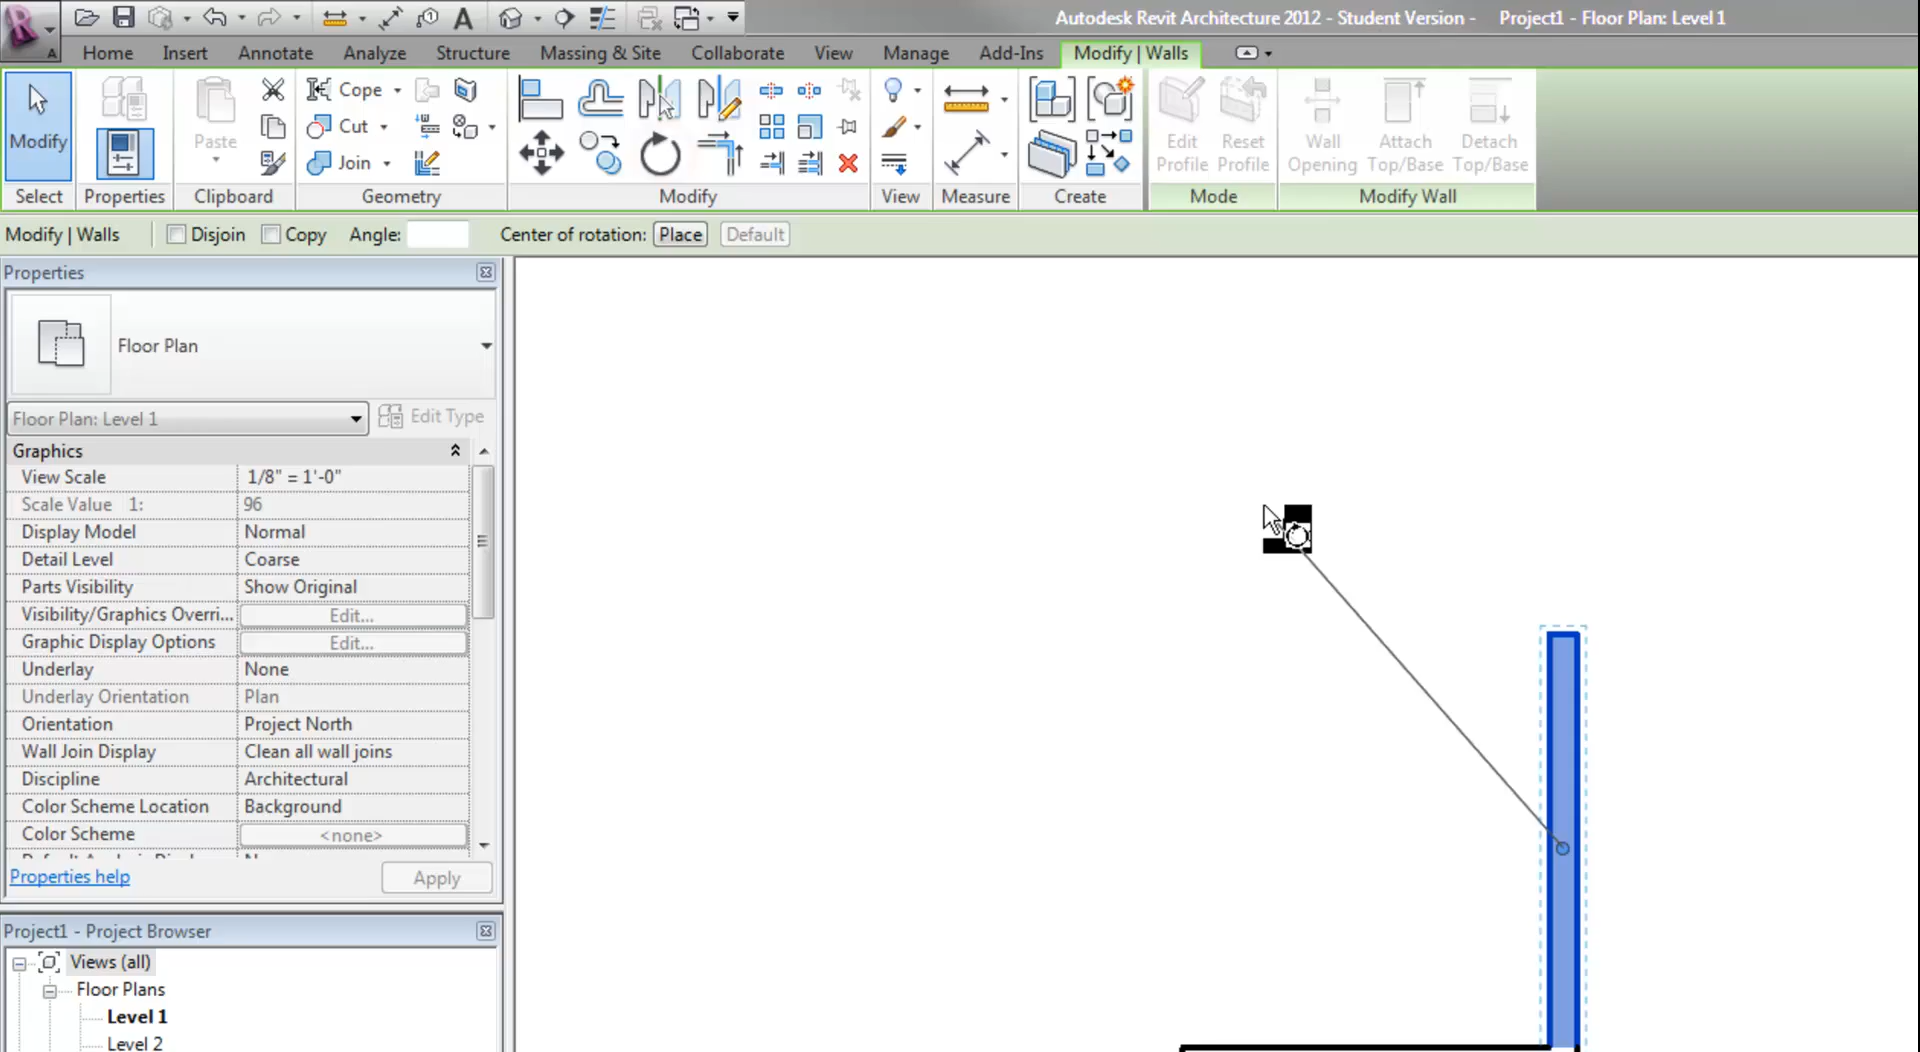 Autodesk Revit Architecture 2012 - Student Version - Project1 - Floor Plan: Level 1
Home Insert Annotate Analyze Structure Massing & Site Collaborate View Manage Add-Ins Modify | Walls
Modify
Paste
Cope
Cut
Join
Edit Profile
Reset Profile
Wall Opening
Attach Top/Base
Detach Top/Base
Select Properties Clipboard Geometry Modify View Measure Create Mode Modify Wall
Modify | Walls Disjoin Copy Angle: Center of rotation: Place Default
Properties
Floor Plan
Floor Plan: Level 1 Edit Type
Graphics
View Scale 1/8" = 1'-0"
Scale Value 1: 96
Display Model Normal
Detail Level Coarse
Parts Visibility Show Original
Visibility/Graphics Overri... Edit...
Graphic Display Options Edit...
Underlay None
Underlay Orientation Plan
Orientation Project North
Wall Join Display Clean all wall joins
Discipline Architectural
Color Scheme Location Background
Color Scheme <none>
Properties help Apply
Project1 - Project Browser
Views (all)
Floor Plans
Level 1
Level 2